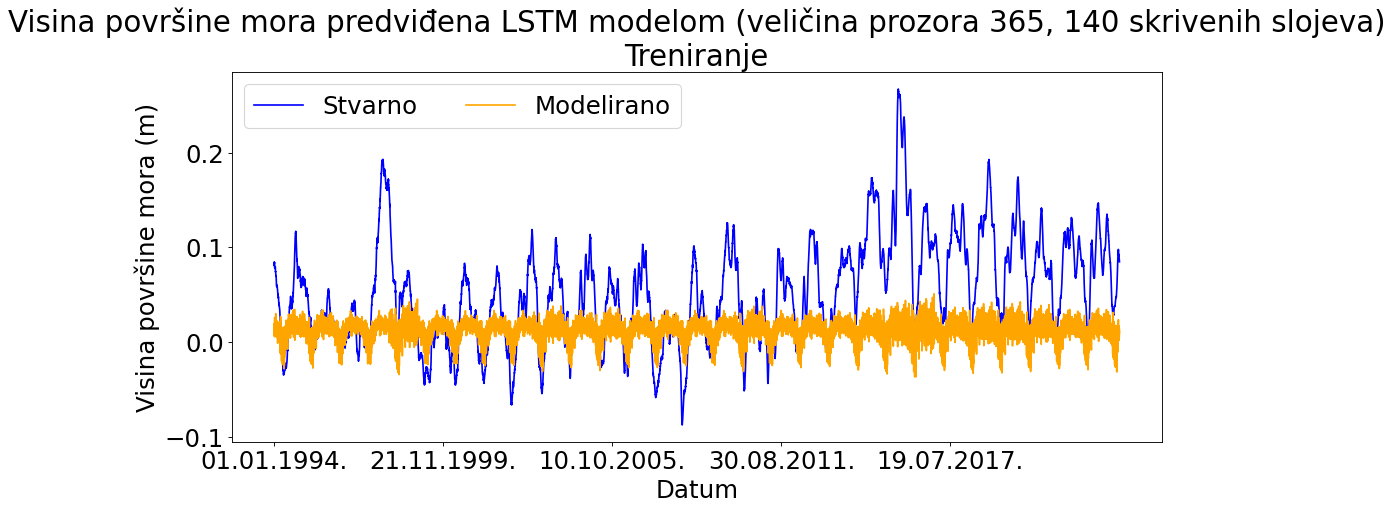 Visina površine mora predviđena LSTM modelom (veličina prozora 365, 140 skrivenih slojeva)
Treniranje
Stvarno
Modelirano
Visina površine mora (m)
0.2
0.1
0.0
−0.1
01.01.1994.
21.11.1999.
10.10.2005.
30.08.2011.
19.07.2017.
Datum